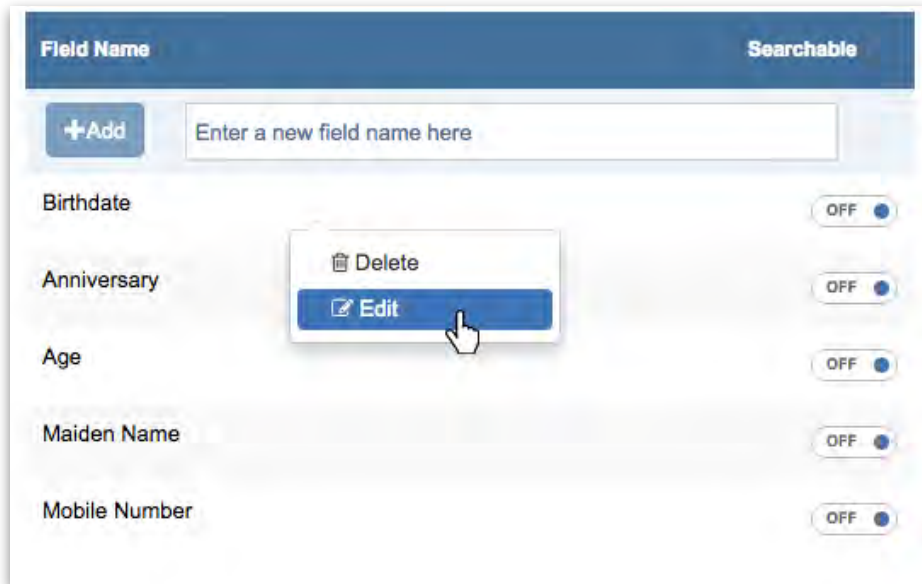 Field Name Searchable
+Add Enter a new field name here
Birthdate OFF
Delete
Anniversary OFF
Edit
Age OFF
Maiden Name OFF
Mobile Number OFF